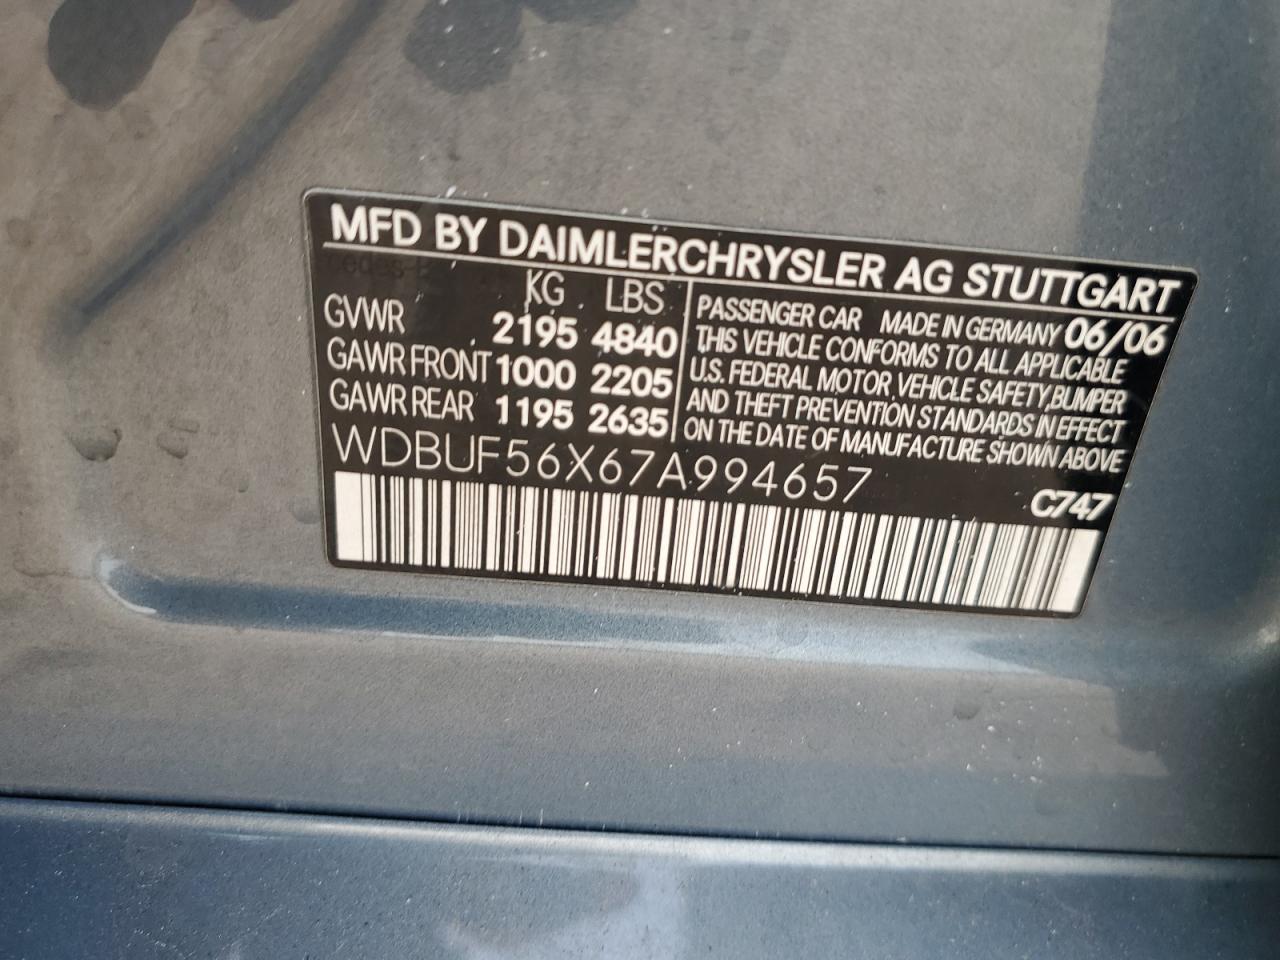 MFD BY DAIMLERCHRYSLER AG STUTTGART
KG LBS
GVWR 2195 4840
GAWR FRONT 1000 2205
GAWR REAR 1195 2635
PASSENGER CAR MADE IN GERMANY 06/06
THIS VEHICLE CONFORMS TO ALL APPLICABLE
U.S. FEDERAL MOTOR VEHICLE SAFETY, BUMPER
AND THEFT PREVENTION STANDARDS IN EFFECT
ON THE DATE OF MANUFACTURE SHOWN ABOVE
WDBUF56X67A994657
C747